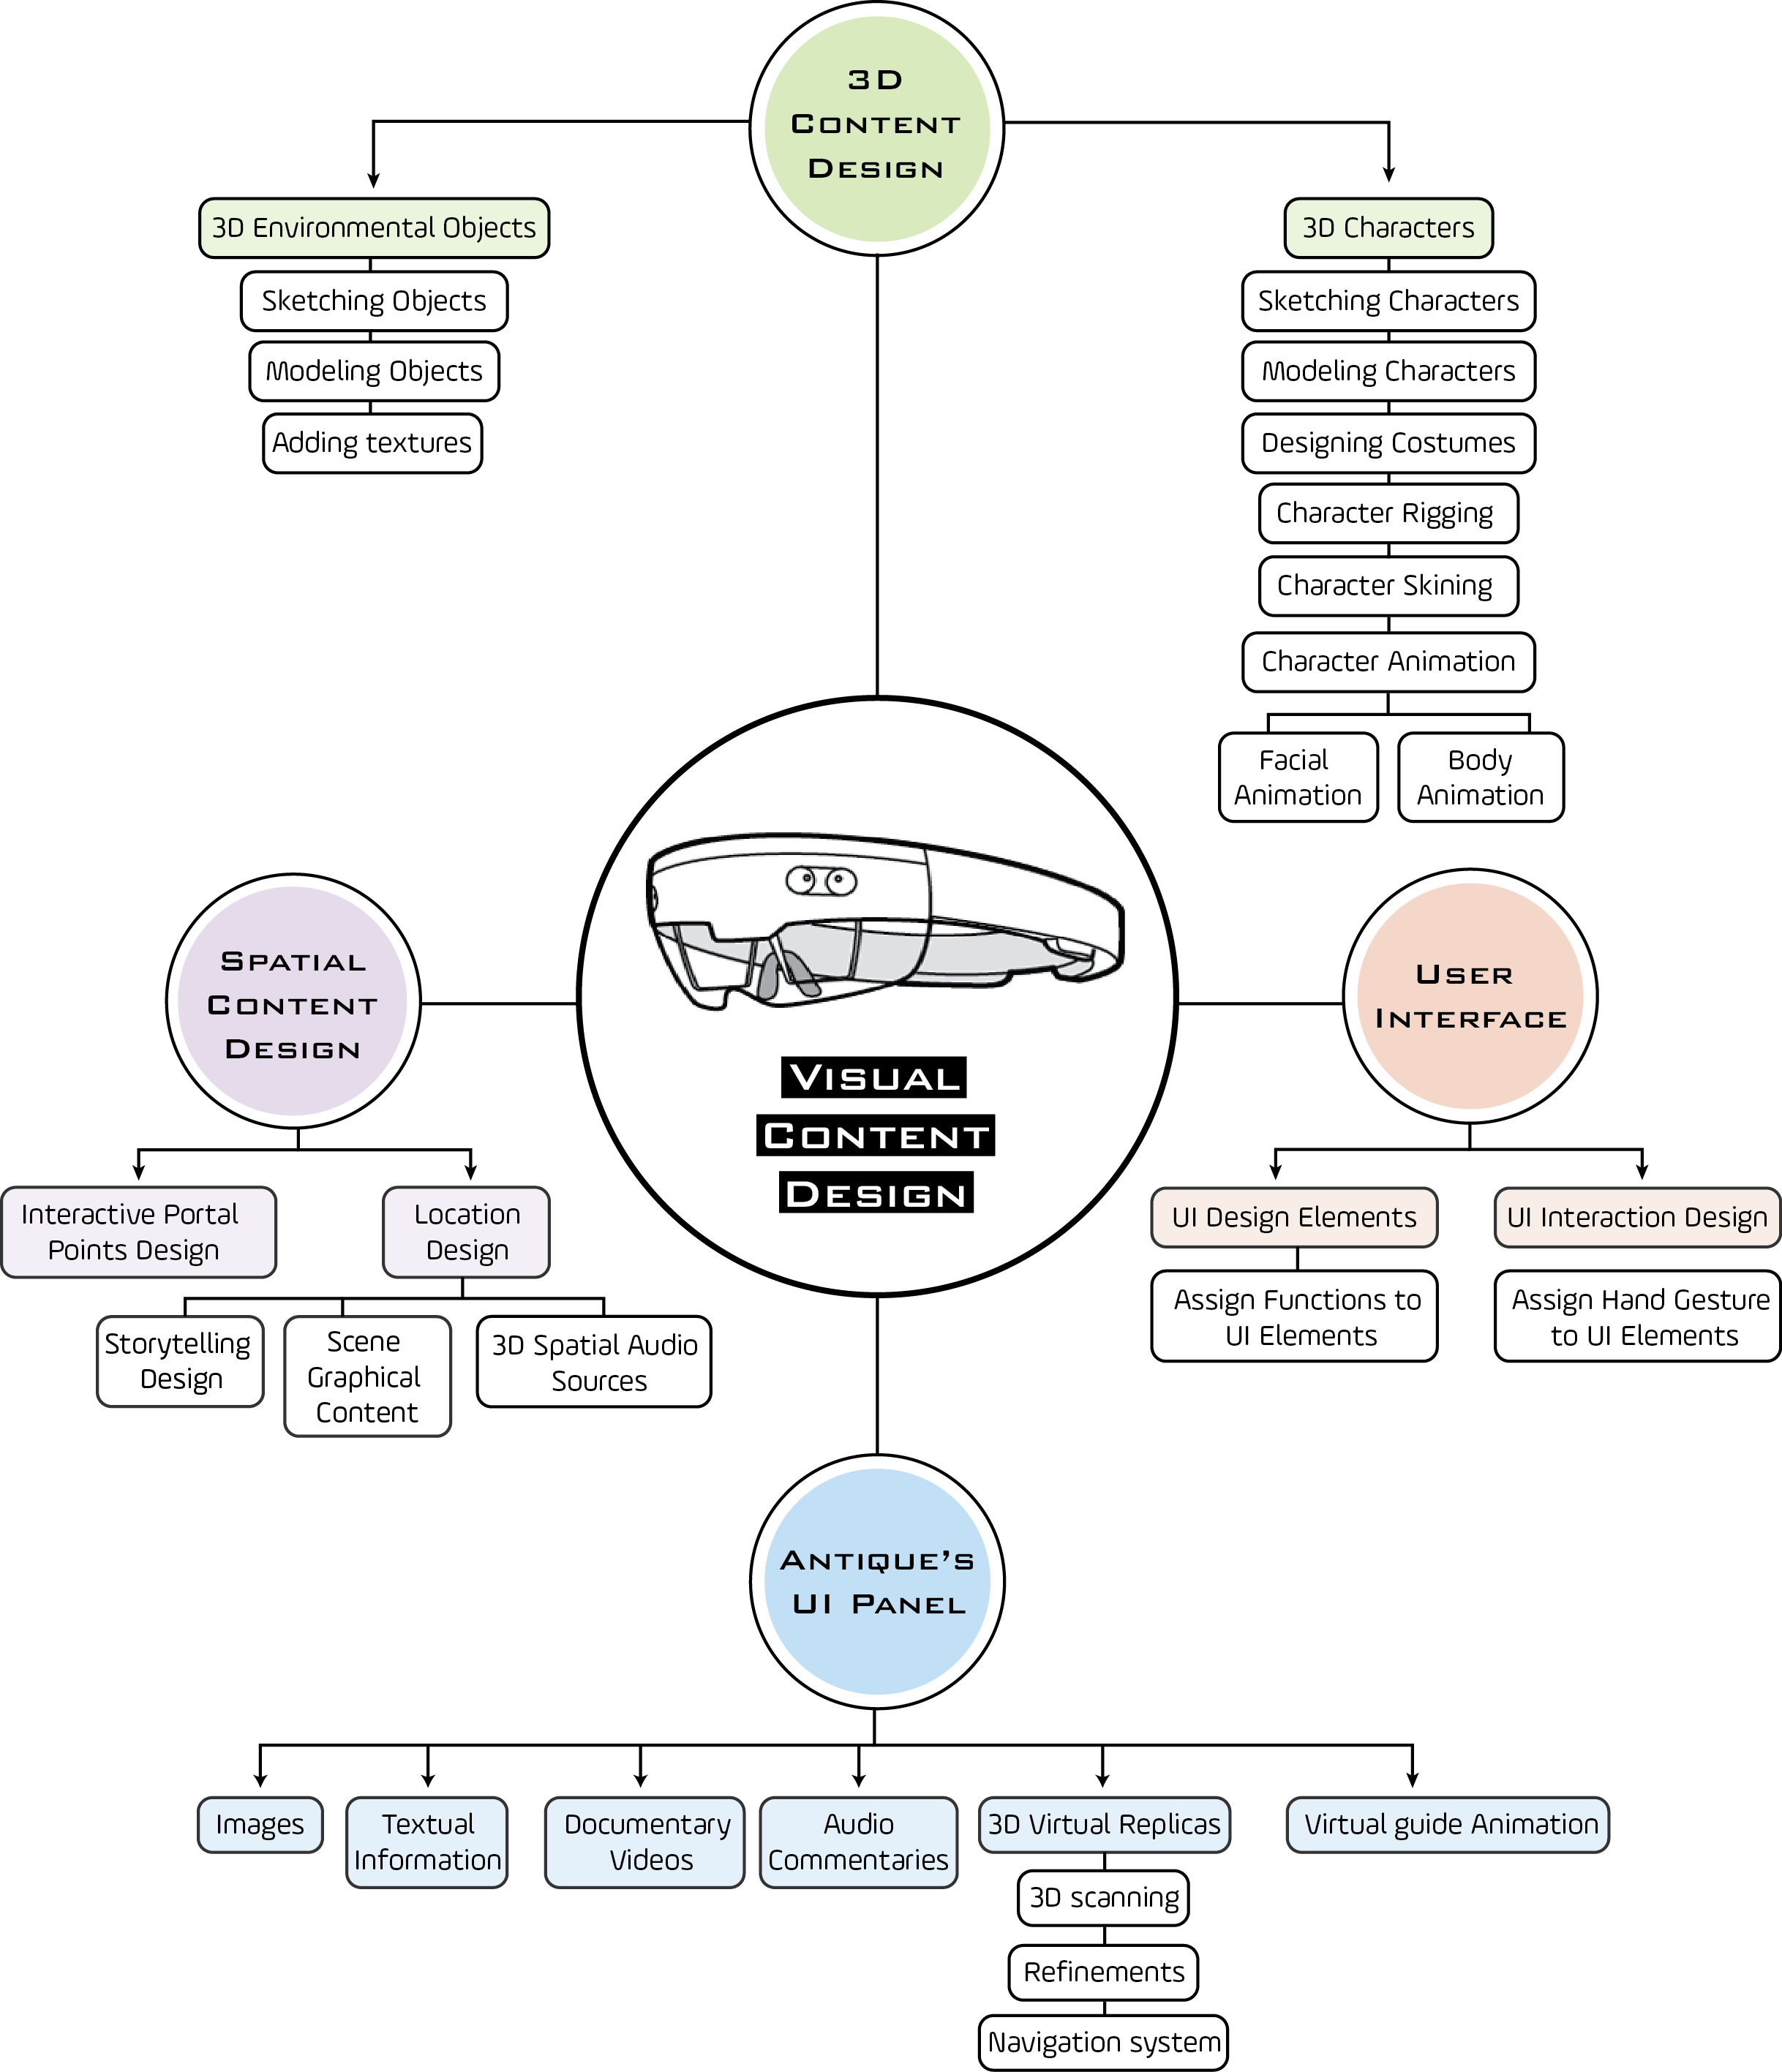 3D
CONTENT
DESIGN
3D Environmental Objects
Sketching Objects
Modeling Objects
Adding textures
3D Characters
Sketching Characters
Modeling Characters
Designing Costumes
Character Rigging
Character Skining
Character Animation
Facial
Animation
Body
Animation
SPATIAL
CONTENT
DESIGN
Interactive Portal
Points Design
Location
Design
Storytelling
Design
Scene
Graphical
Content
3D Spatial Audio
Sources
VISUAL
CONTENT
DESIGN
USER
INTERFACE
UI Design Elements
Assign Functions to
UI Elements
UI Interaction Design
Assign Hand Gesture
to UI Elements
ANTIQUE'S
UI PANEL
Images
Textual
Information
Documentary
Videos
Audio
Commentaries
3D Virtual Replicas
3D scanning
Refinements
Navigation system
Virtual guide Animation